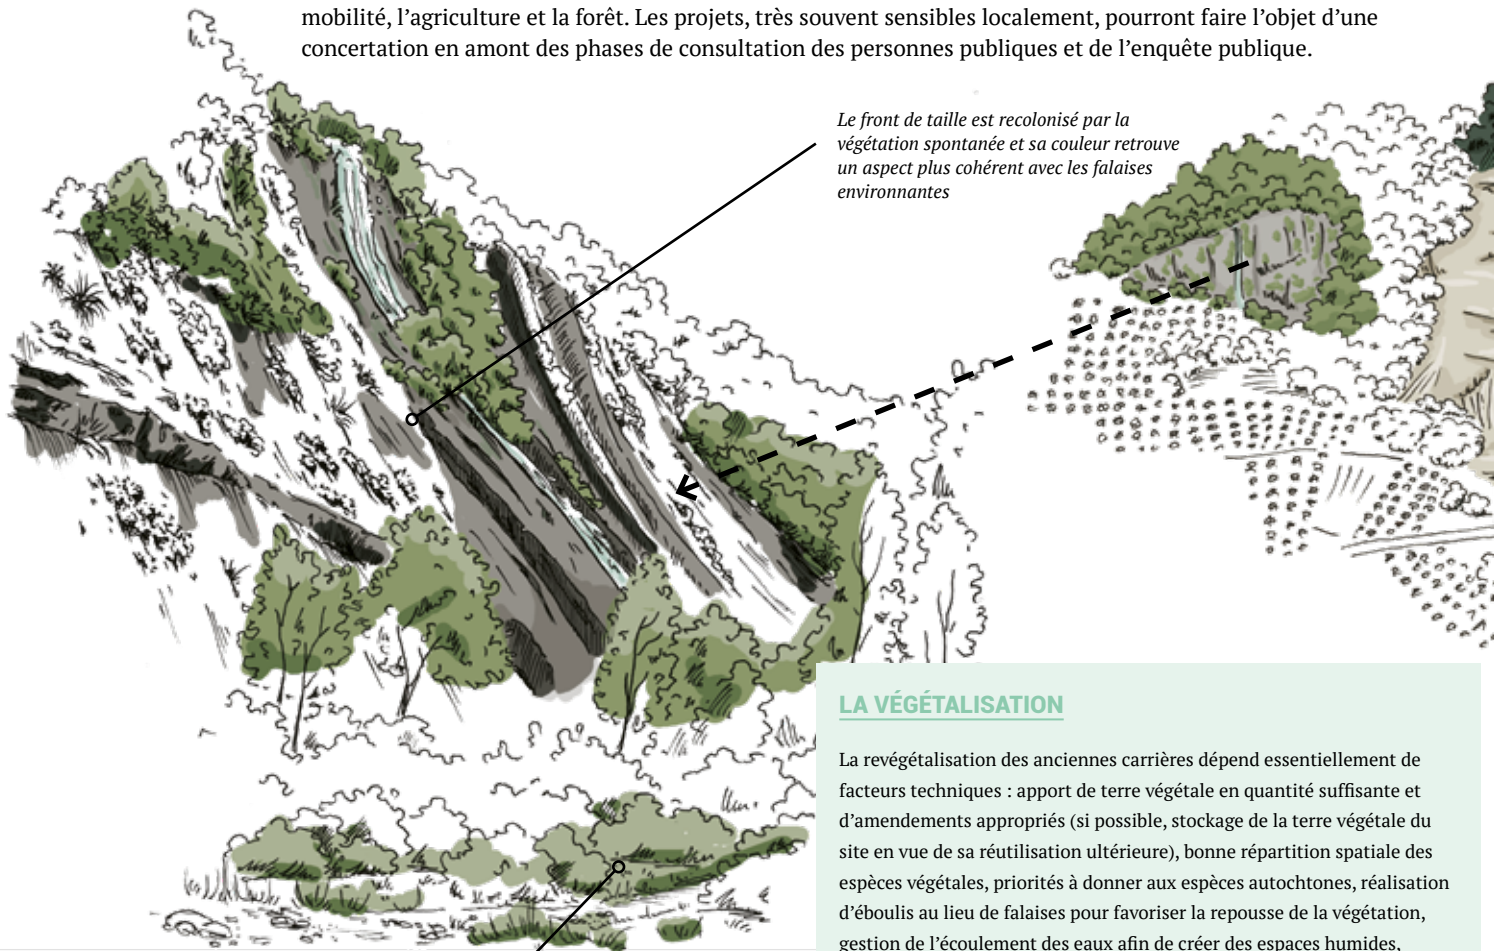 mobilité, l’agriculture et la forêt. Les projets, très souvent sensibles localement, pourront faire l’objet d’une
concertation en amont des phases de consultation des personnes publiques et de l’enquête publique.
Le front de taille est recolonisé par la
végétation spontanée et sa couleur retrouve
un aspect plus cohérent avec les falaises
environnantes
LA VÉGÉTALISATION
La revégétalisation des anciennes carrières dépend essentiellement de
facteurs techniques : apport de terre végétale en quantité suffisante et
d’amendements appropriés (si possible, stockage de la terre végétale du
site en vue de sa réutilisation ultérieure), bonne répartition spatiale des
espèces végétales, priorités à donner aux espèces autochtones, réalisation
d’éboulis au lieu de falaises pour favoriser la repousse de la végétation,
gestion de l’écoulement des eaux afin de créer des espaces humides,